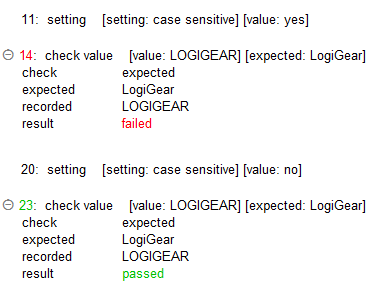 11: setting [setting: case sensitive] [value: yes]
14: check value [value: LOGIGEAR] [expected: LogiGear]
check expected
expected LogiGear
recorded LOGIGEAR
result failed
20: setting [setting: case sensitive] [value: no]
23: check value [value: LOGIGEAR] [expected: LogiGear]
check expected
expected LogiGear
recorded LOGIGEAR
result passed